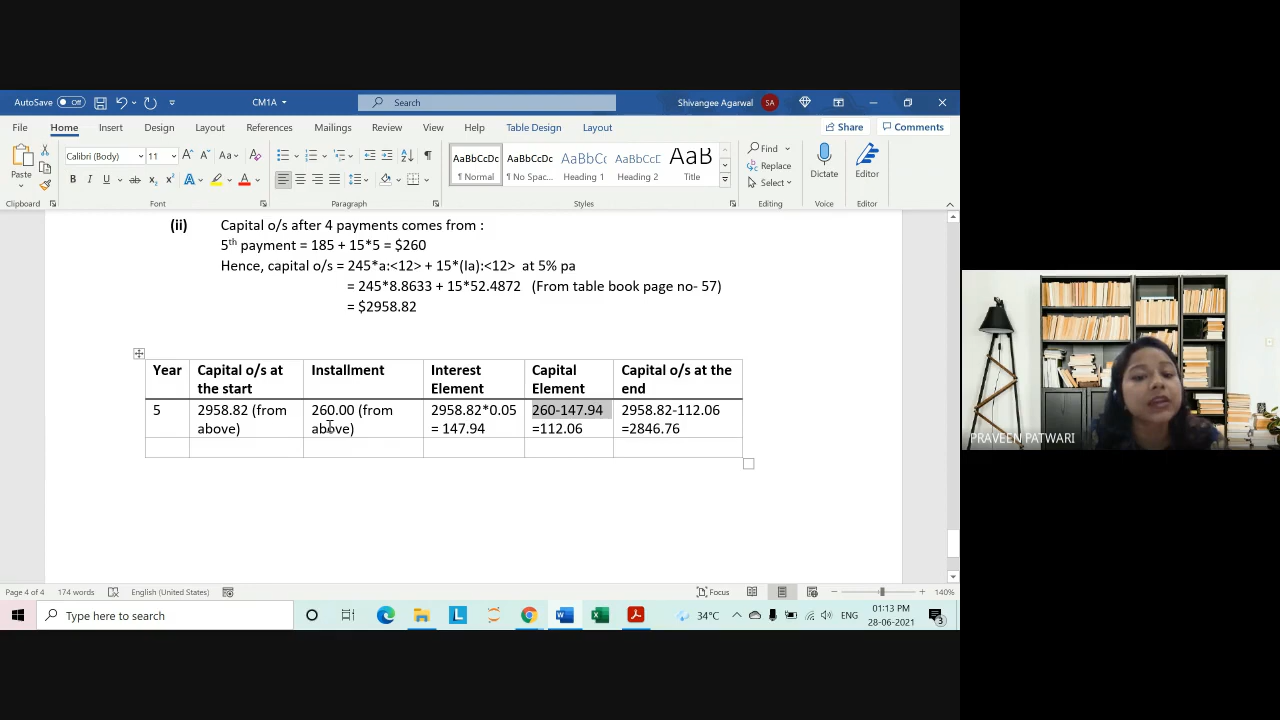 AutoSave Off
CM1A
Search
Shivangee Agarwal SA
File Home Insert Design Layout References Mailings Review View Help Table Design Layout
Share Comments
Calibri (Body) 11
AaBbCcDc AaBbCcDc AaBbCc AaBbCcD AaB
¶ Normal ¶ No Spac... Heading 1 Heading 2 Title
Paste
Find
Replace
Select
Dictate Editor
Clipboard Font Paragraph Styles Editing Voice Editor
(ii) Capital o/s after 4 payments comes from :
5th payment = 185 + 15*5 = $260
Hence, capital o/s = 245*a:<12> + 15*(Ia):<12> at 5% pa
= 245*8.8633 + 15*52.4872 (From table book page no- 57)
= $2958.82
Year Capital o/s at Installment Interest Capital Capital o/s at the
the start Element Element end
5 2958.82 (from 260.00 (from 2958.82*0.05 260-147.94 2958.82-112.06
above) above) = 147.94 =112.06 =2846.76
PRAVEEN PATWARI
Page 4 of 4 174 words English (United States) Focus 140%
Type here to search
34°C ENG
01:13 PM
28-06-2021
3